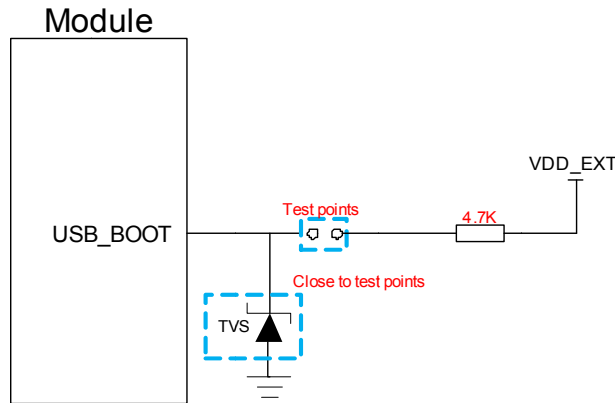 Module
VDD_EXT
Test points
4.7K
USB_BOOT
Close to test points
TVS